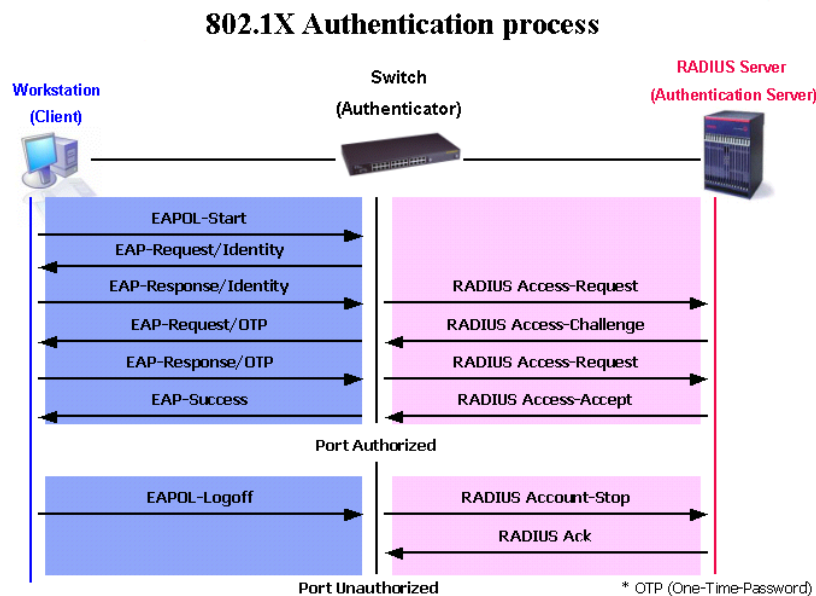 802.1X Authentication process
Workstation
(Client)
Switch
(Authenticator)
RADIUS Server
(Authentication Server)
EAPOL-Start
EAP-Request/Identity
EAP-Response/Identity
RADIUS Access-Request
EAP-Request/OTP
RADIUS Access-Challenge
EAP-Response/OTP
RADIUS Access-Request
EAP-Success
RADIUS Access-Accept
Port Authorized
EAPOL-Logoff
RADIUS Account-Stop
RADIUS Ack
Port Unauthorized
* OTP (One-Time-Password)